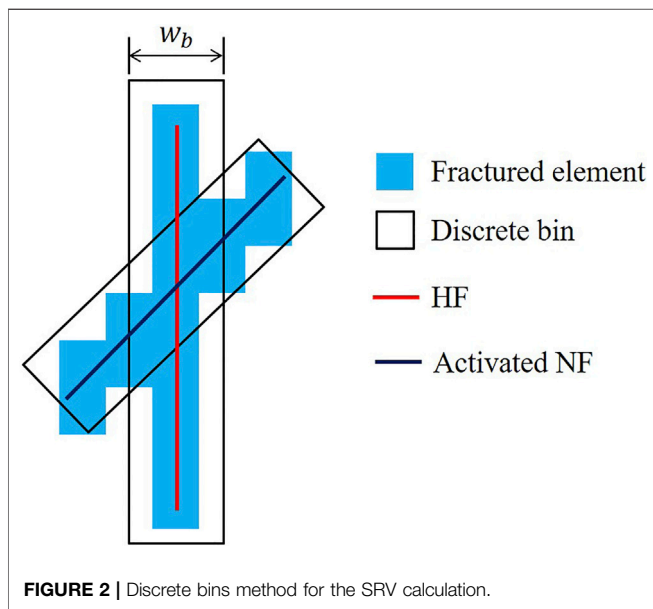 w_b
Fractured element
Discrete bin
HF
Activated NF
FIGURE 2 | Discrete bins method for the SRV calculation.